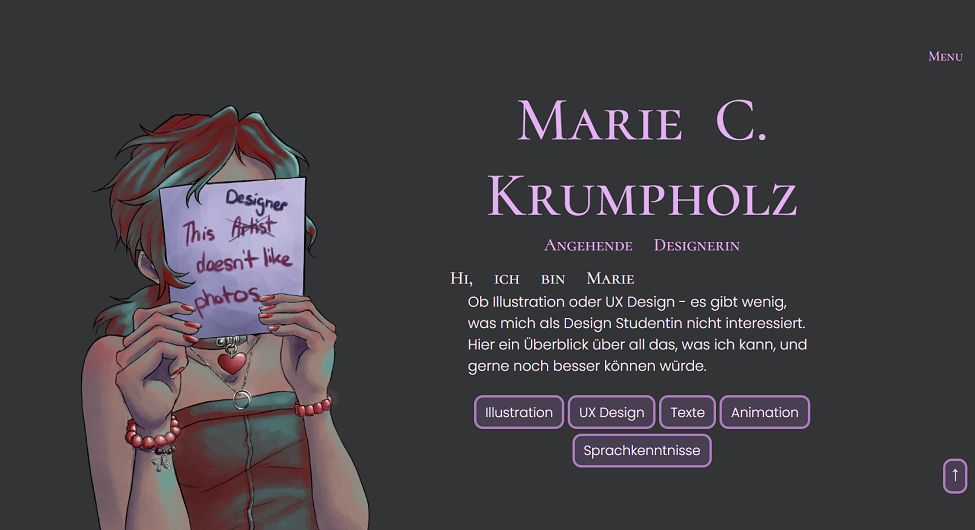 Menu
Marie C.
Krumpholz
Angehende Designerin
Hi, ich bin Marie
Ob Illustration oder UX Design - es gibt wenig,
was mich als Design Studentin nicht interessiert.
Hier ein Überblick über all das, was ich kann, und
gerne noch besser können würde.
Illustration UX Design Texte Animation
Sprachkenntnisse
↑
Designer
This Artist
doesn't like
photos